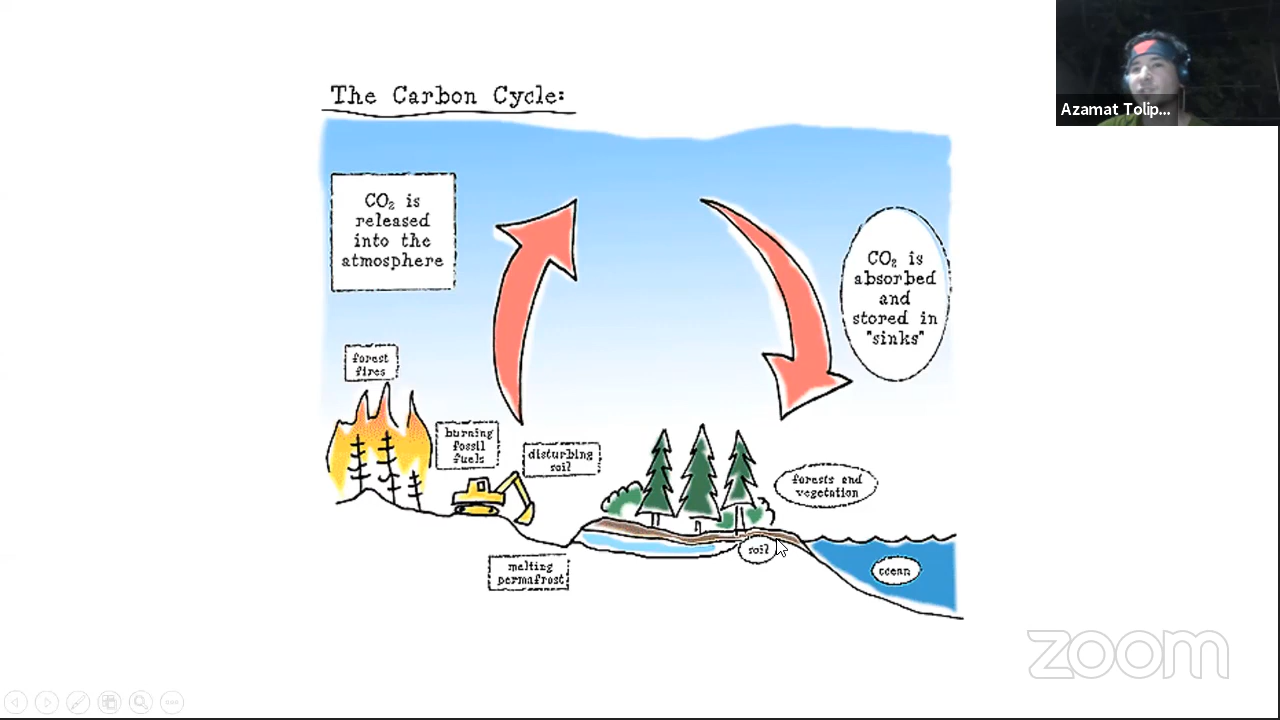 Azamat Tolip...
The Carbon Cycle:
CO₂ is
released
into the
atmosphere
CO₂ is
absorbed
and
stored in
"sinks"
forest
fires
burning
fossil
fuels
disturbing
soil
forests and
vegetation
soil
melting
permafrost
ocean
zoom